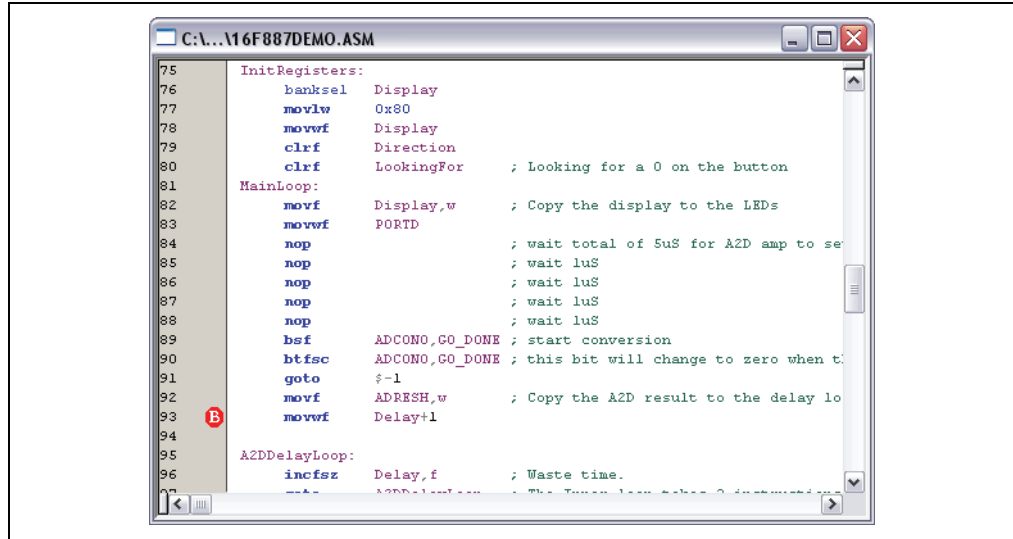 C:\...\16F887DEMO.ASM
75 InitRegisters:
76 banksel Display
77 movlw 0x80
78 movwf Display
79 clrf Direction
80 clrf LookingFor ; Looking for a 0 on the button
81 MainLoop:
82 movf Display,w ; Copy the display to the LEDs
83 movwf PORTD
84 nop ; wait total of 5uS for A2D amp to se
85 nop ; wait 1uS
86 nop ; wait 1uS
87 nop ; wait 1uS
88 nop ; wait 1uS
89 bsf ADCON0,GO_DONE ; start conversion
90 btfsc ADCON0,GO_DONE ; this bit will change to zero when t
91 goto $-1
92 movf ADRESH,w ; Copy the A2D result to the delay lo
93 B movwf Delay+1
94
95 A2DDelayLoop:
96 incfsz Delay,f ; Waste time.